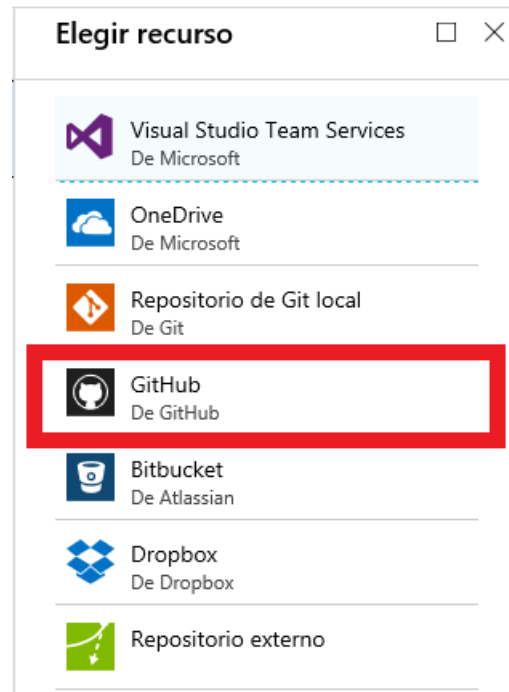 Elegir recurso
Visual Studio Team Services
De Microsoft
OneDrive
De Microsoft
Repositorio de Git local
De Git
GitHub
De GitHub
Bitbucket
De Atlassian
Dropbox
De Dropbox
Repositorio externo